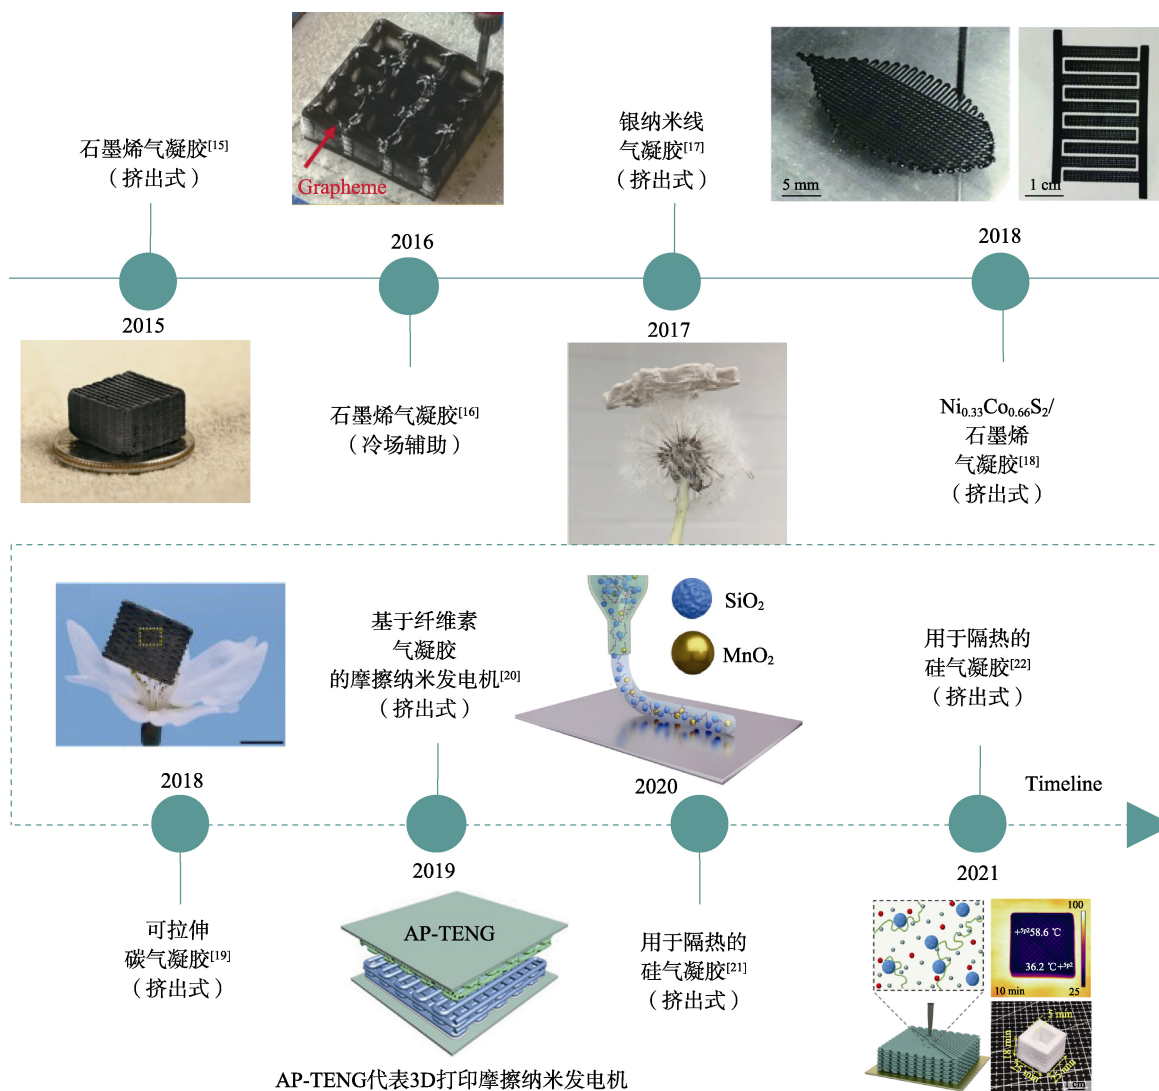 石墨烯气凝胶[15]
（挤出式）
2015
Grapheme
2016
石墨烯气凝胶[16]
（冷场辅助）
银纳米线
气凝胶[17]
（挤出式）
2017
5 mm
1 cm
2018
Ni0.33Co0.66S2/
石墨烯
气凝胶[18]
（挤出式）
2018
可拉伸
碳气凝胶[19]
（挤出式）
基于纤维素
气凝胶
的摩擦纳米发电机[20]
（挤出式）
2019
AP-TENG
AP-TENG代表3D打印摩擦纳米发电机
SiO2
MnO2
2020
用于隔热的
硅气凝胶[21]
（挤出式）
用于隔热的
硅气凝胶[22]
（挤出式）
Timeline
2021
100
+sp258.6 ℃
36.2 ℃+sp2
10 min
25
5 min
1 cm